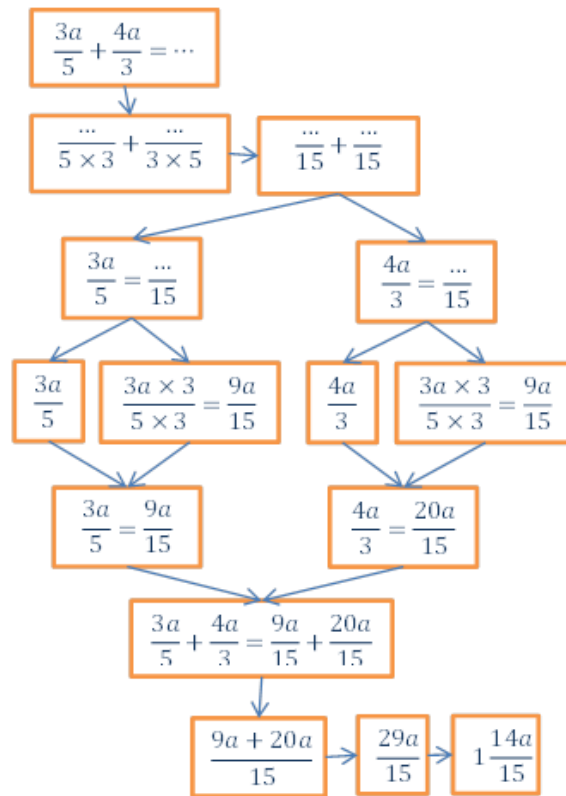 3a/5 + 4a/3 = ⋯
.../(5 × 3) + .../(3 × 5)
.../15 + .../15
3a/5 = .../15
4a/3 = .../15
3a/5
(3a × 3)/(5 × 3) = 9a/15
4a/3
(3a × 3)/(5 × 3) = 9a/15
3a/5 = 9a/15
4a/3 = 20a/15
3a/5 + 4a/3 = 9a/15 + 20a/15
(9a + 20a)/15
29a/15
1 14a/15